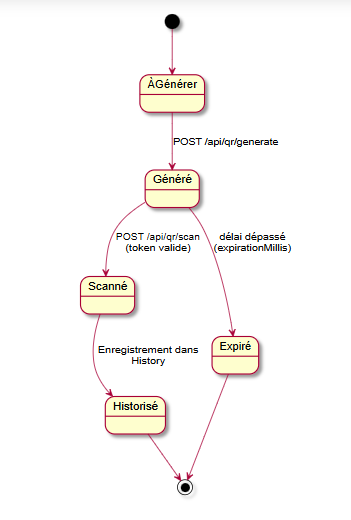 ÀGénérer
POST /api/qr/generate
Généré
POST /api/qr/scan
(token valide)
délai dépassé
(expirationMillis)
Scanné
Enregistrement dans
History
Expiré
Historisé